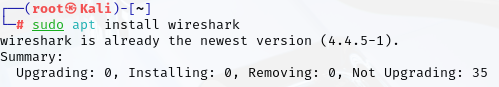 ┌──(root㉿Kali)-[~]
└─# sudo apt install wireshark
wireshark is already the newest version (4.4.5-1).
Summary:
  Upgrading: 0, Installing: 0, Removing: 0, Not Upgrading: 35